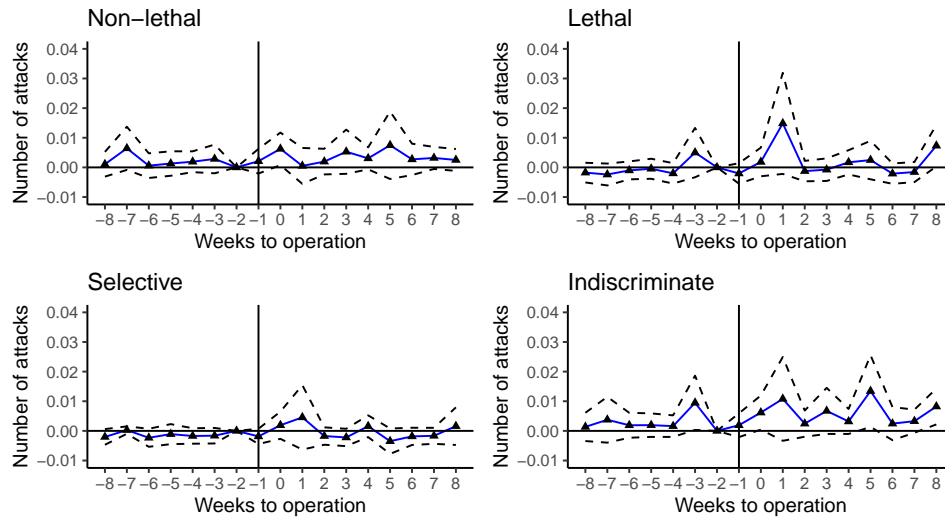 Non−lethal
Number of attacks
0.04
0.03
0.02
0.01
0.00
−0.01
−8 −7 −6 −5 −4 −3 −2 −1 0 1 2 3 4 5 6 7 8
Weeks to operation
Lethal
Number of attacks
0.04
0.03
0.02
0.01
0.00
−0.01
−8 −7 −6 −5 −4 −3 −2 −1 0 1 2 3 4 5 6 7 8
Weeks to operation
Selective
Number of attacks
0.04
0.03
0.02
0.01
0.00
−0.01
−8 −7 −6 −5 −4 −3 −2 −1 0 1 2 3 4 5 6 7 8
Weeks to operation
Indiscriminate
Number of attacks
0.04
0.03
0.02
0.01
0.00
−0.01
−8 −7 −6 −5 −4 −3 −2 −1 0 1 2 3 4 5 6 7 8
Weeks to operation